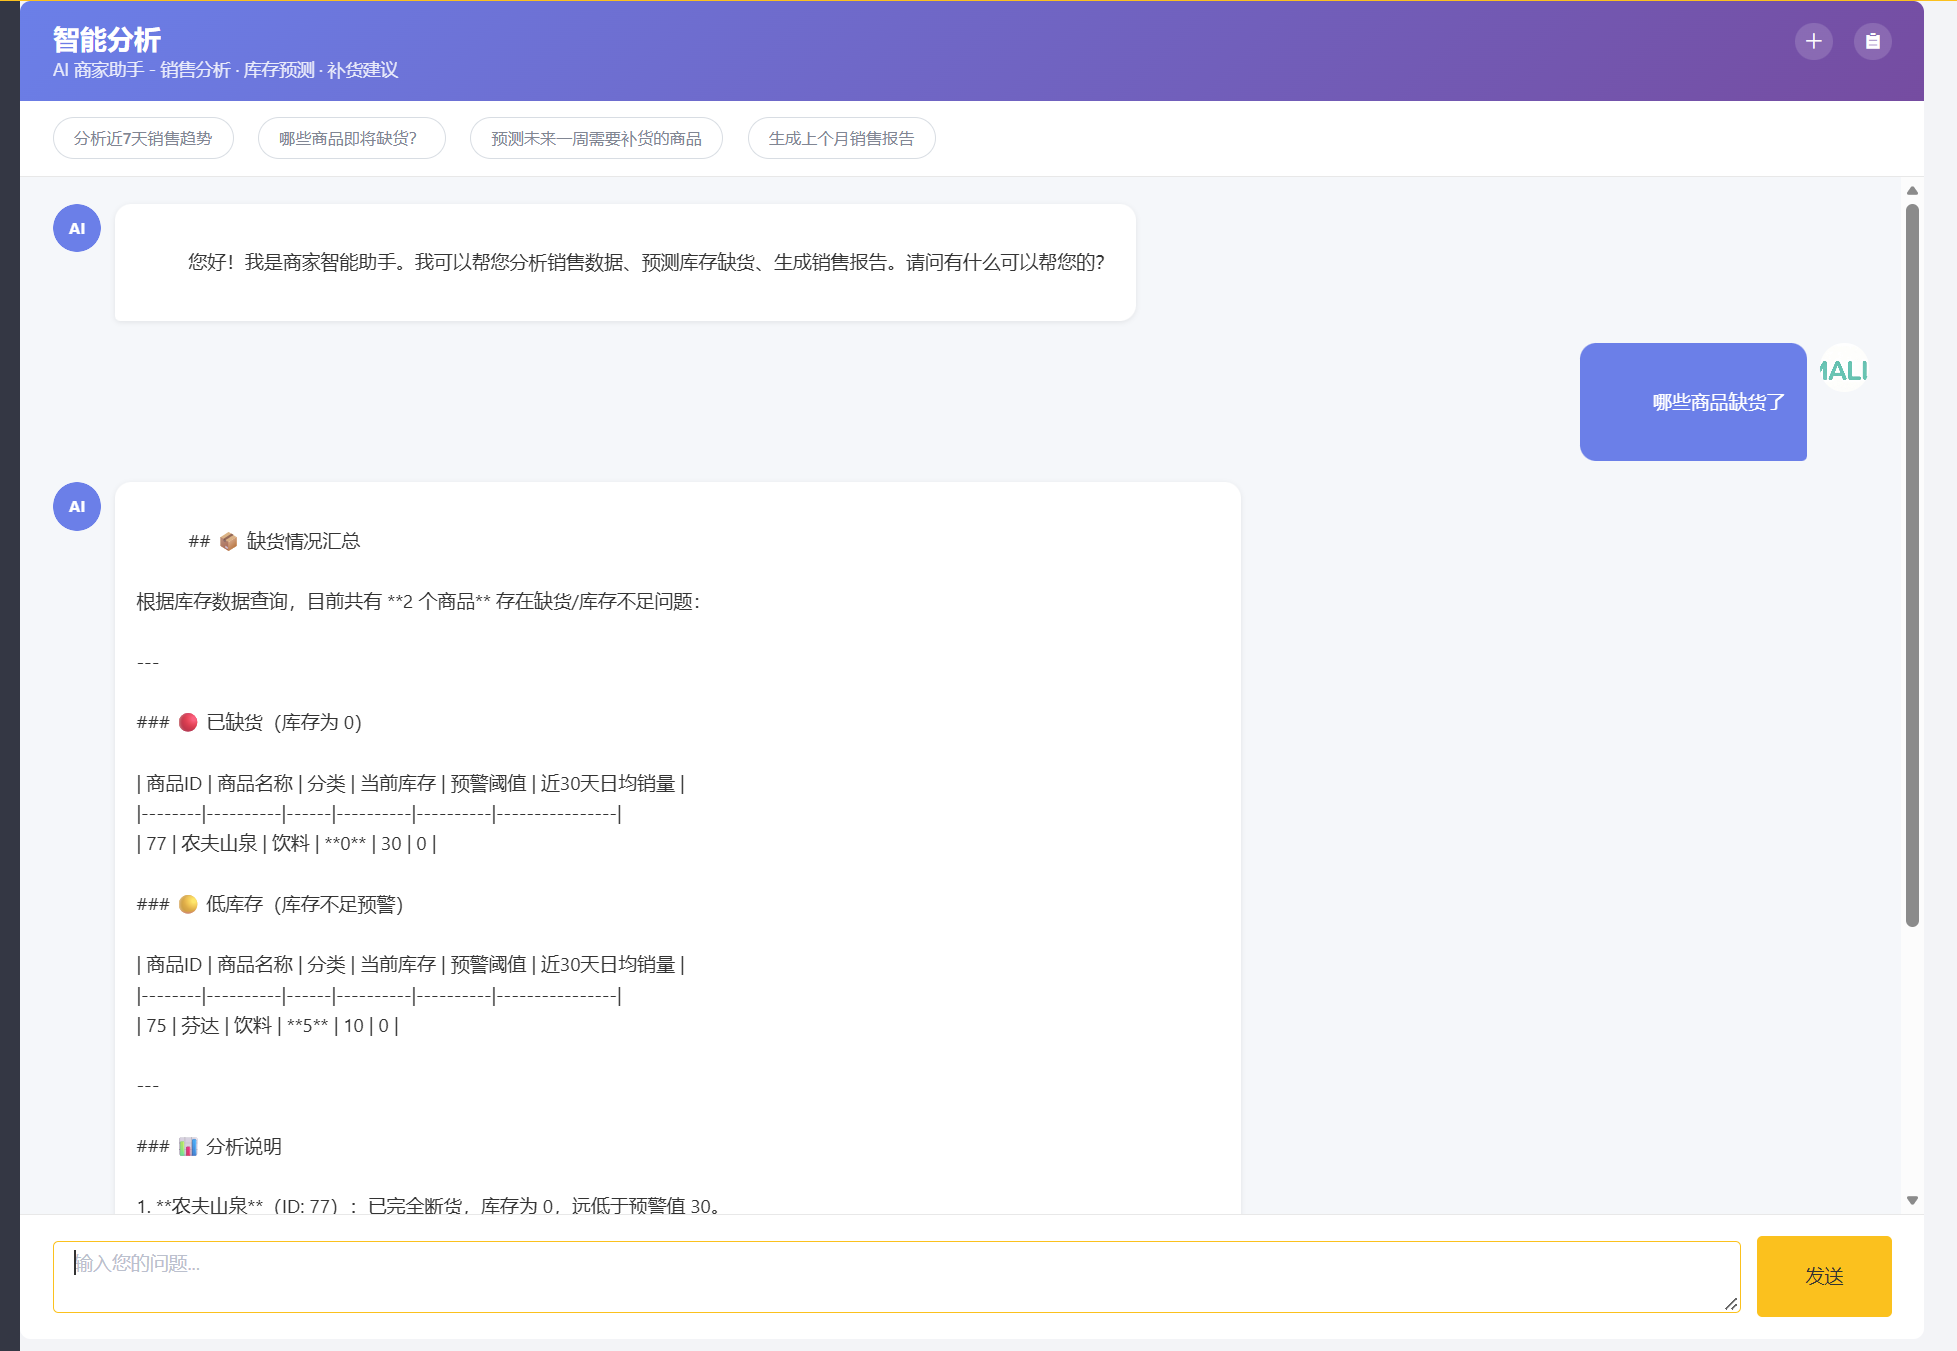 智能分析
AI 商家助手 - 销售分析 · 库存预测 · 补货建议
分析近7天销售趋势
哪些商品即将缺货？
预测未来一周需要补货的商品
生成上个月销售报告
AI
您好！我是商家智能助手。我可以帮您分析销售数据、预测库存缺货、生成销售报告。请问有什么可以帮您的？
MALL
哪些商品缺货了
AI
## 📦 缺货情况汇总
根据库存数据查询，目前共有 **2 个商品** 存在缺货/库存不足问题：
---
### 🔴 已缺货（库存为 0）
| 商品ID | 商品名称 | 分类 | 当前库存 | 预警阈值 | 近30天日均销量 |
|--------|----------|------|----------|----------|----------------|
| 77 | 农夫山泉 | 饮料 | **0** | 30 | 0 |
### 🟡 低库存（库存不足预警）
| 商品ID | 商品名称 | 分类 | 当前库存 | 预警阈值 | 近30天日均销量 |
|--------|----------|------|----------|----------|----------------|
| 75 | 芬达 | 饮料 | **5** | 10 | 0 |
---
### 📊 分析说明
1. **农夫山泉**（ID: 77）：已完全断货，库存为 0，远低于预警值 30。
输入您的问题...
发送